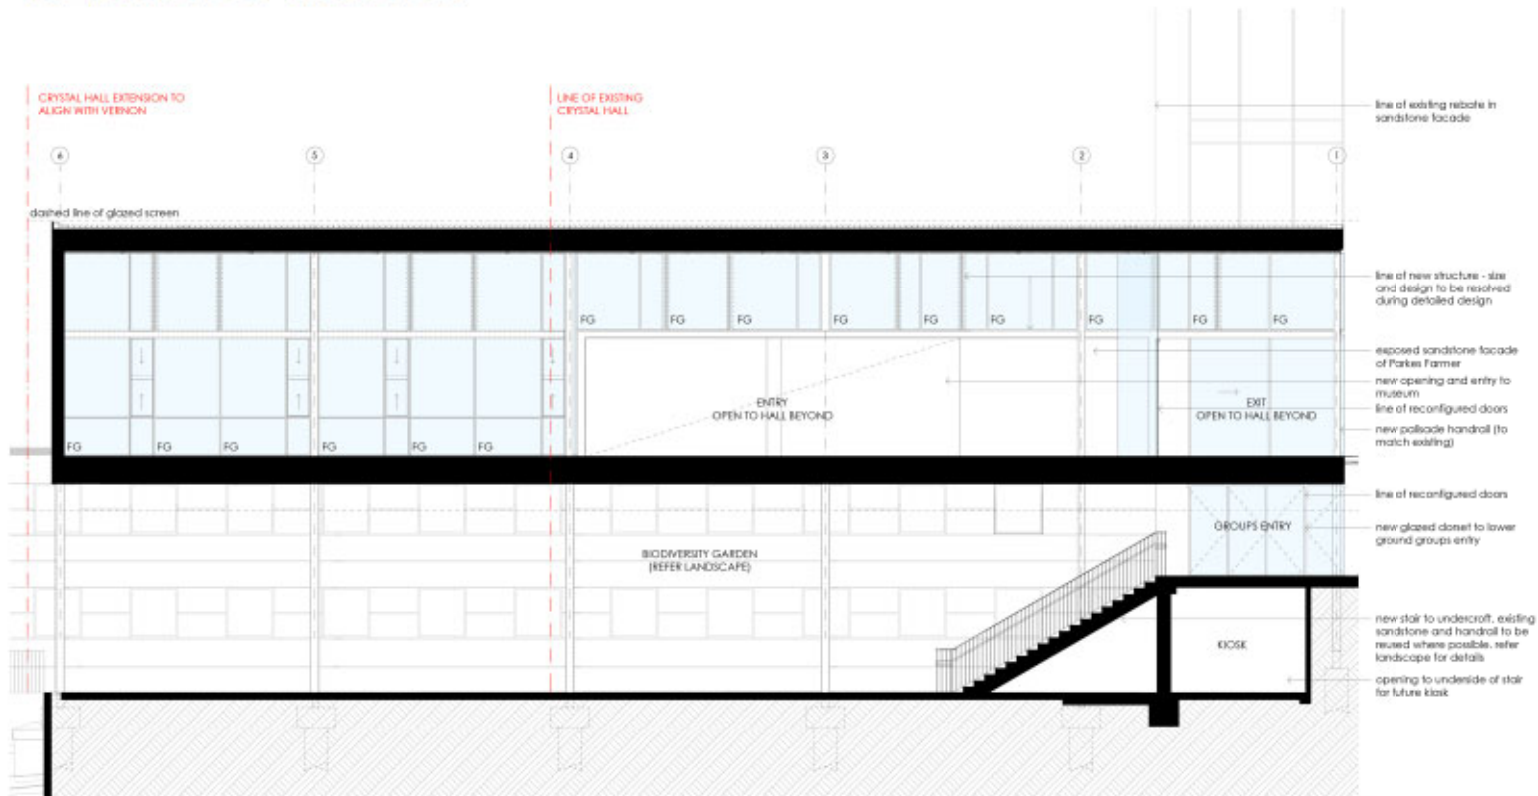 CRYSTAL HALL EXTENSION TO
ALIGN WITH VERNON
LINE OF EXISTING
CRYSTAL HALL
line of existing rebate in
sandstone facade
6
5
4
3
2
1
dashed line of glazed screen
line of new structure - size
and design to be resolved
during detailed design
FG
FG
FG
FG
FG
FG
FG
FG
FG
exposed sandstone facade
of Parkes Farmer
new opening and entry to
museum
ENTRY
OPEN TO HALL BEYOND
EXIT
OPEN TO HALL BEYOND
line of reconfigured doors
new palisade handrail (to
match existing)
FG
FG
FG
FG
FG
FG
line of reconfigured doors
GROUPS ENTRY
new glazed dorset to lower
ground groups entry
BIODIVERSITY GARDEN
(REFER LANDSCAPE)
new stair to undercroft. existing
sandstone and handrail to be
reused where possible. refer
landscape for details
KIOSK
opening to underside of stair
for future kiosk